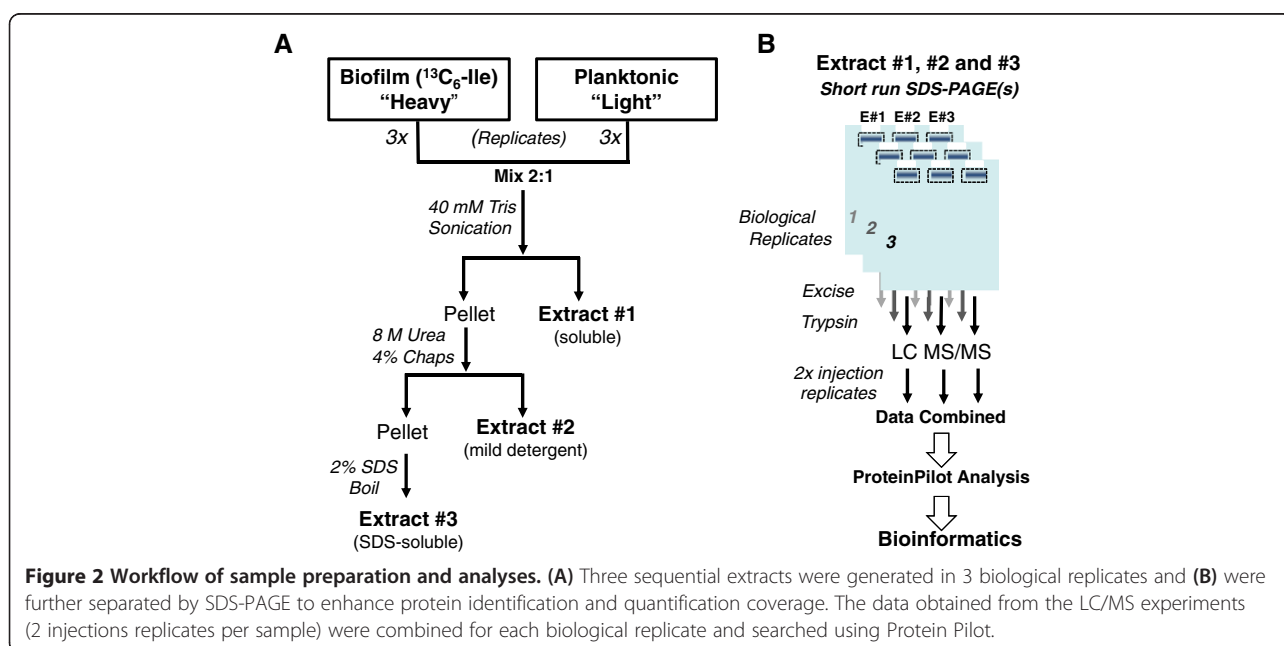 A
Biofilm (¹³C₆-Ile)
“Heavy”
Planktonic
“Light”
3x (Replicates) 3x
Mix 2:1
40 mM Tris
Sonication
Pellet
Extract #1
(soluble)
8 M Urea
4% Chaps
Pellet
Extract #2
(mild detergent)
2% SDS
Boil
Extract #3
(SDS-soluble)
B
Extract #1, #2 and #3
Short run SDS-PAGE(s)
E#1 E#2 E#3
Biological
Replicates
1
2
3
Excise
Trypsin
LC MS/MS
2x injection
replicates
Data Combined
ProteinPilot Analysis
Bioinformatics
Figure 2 Workflow of sample preparation and analyses. (A) Three sequential extracts were generated in 3 biological replicates and (B) were
further separated by SDS-PAGE to enhance protein identification and quantification coverage. The data obtained from the LC/MS experiments
(2 injections replicates per sample) were combined for each biological replicate and searched using Protein Pilot.